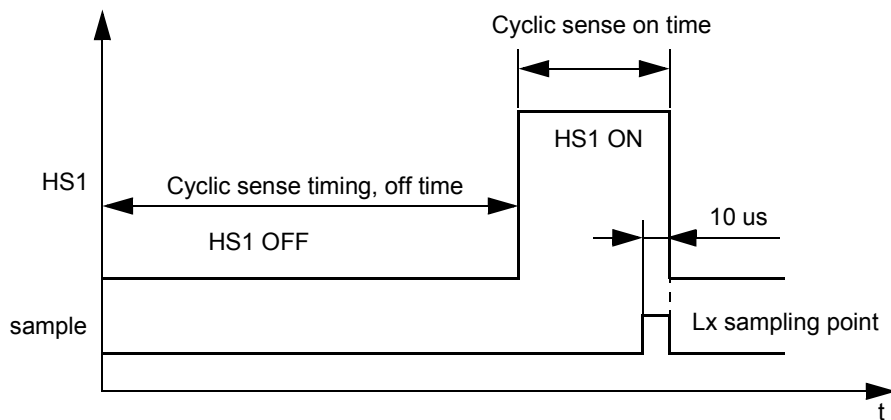 Cyclic sense on time
HS1 ON
HS1
Cyclic sense timing, off time
10 us
HS1 OFF
sample
Lx sampling point
t